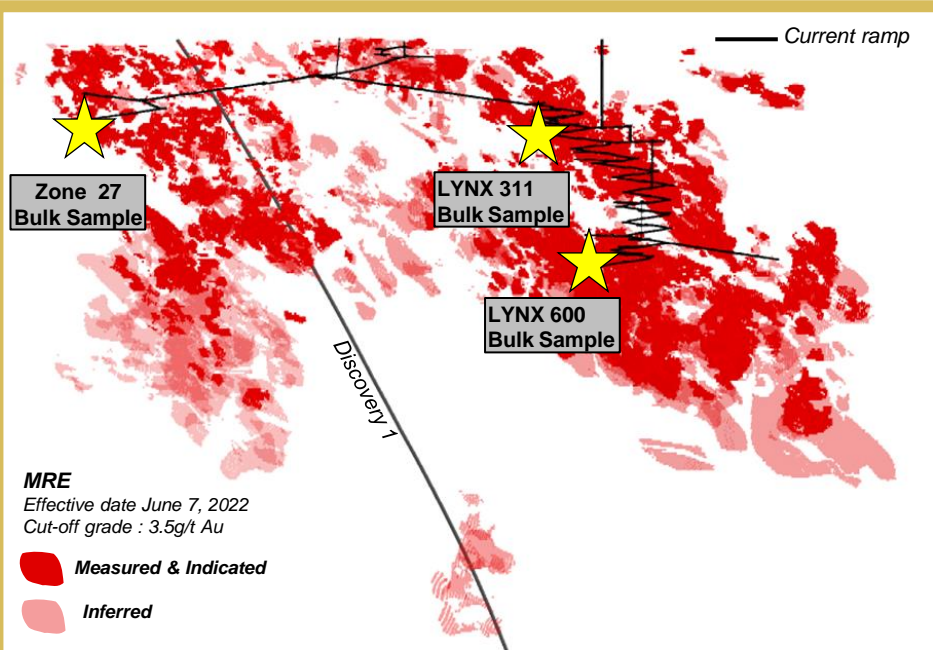 Current ramp
Zone 27
Bulk Sample
LYNX 311
Bulk Sample
LYNX 600
Bulk Sample
Discovery 1
MRE
Effective date June 7, 2022
Cut-off grade : 3.5g/t Au
Measured & Indicated
Inferred